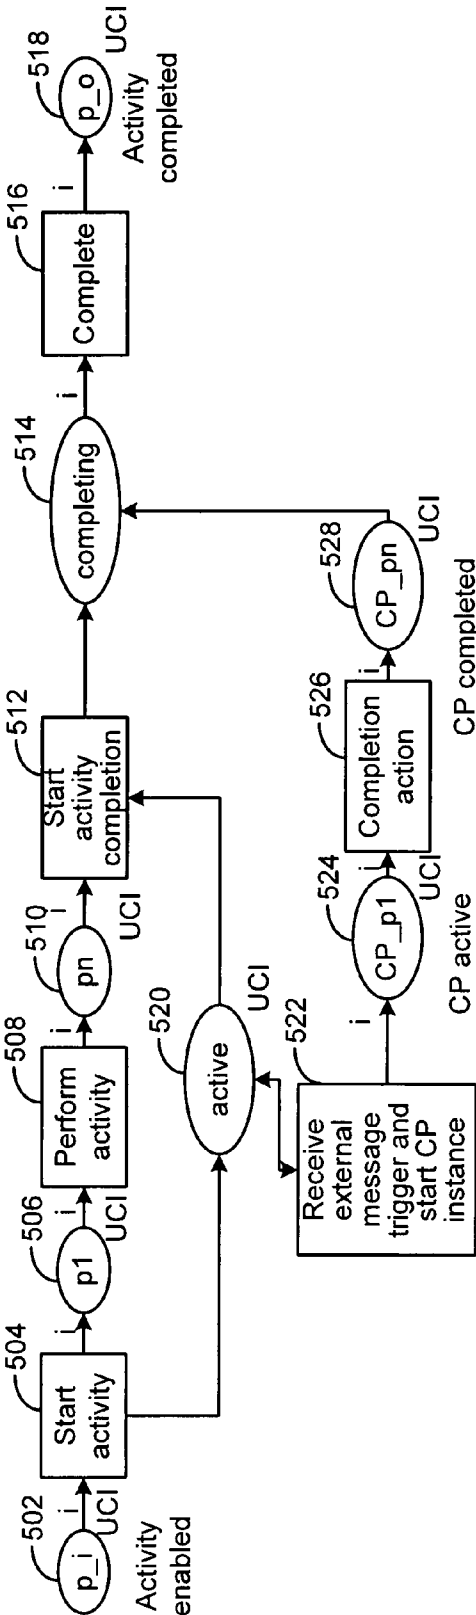 502
p_i
UCI
Activity
enabled
i
504
Start
activity
i
506
p1
UCI
i
508
Perform
activity
i
510
pn
UCI
i
512
Start
activity
completion
514
completing
i
516
Complete
i
518
p_o
UCI
Activity
completed
520
active
UCI
522
Receive
external
message
trigger and
start CP
instance
i
524
CP_p1
UCI
CP active
i
526
Completion
action
i
528
CP_pn
UCI
CP completed